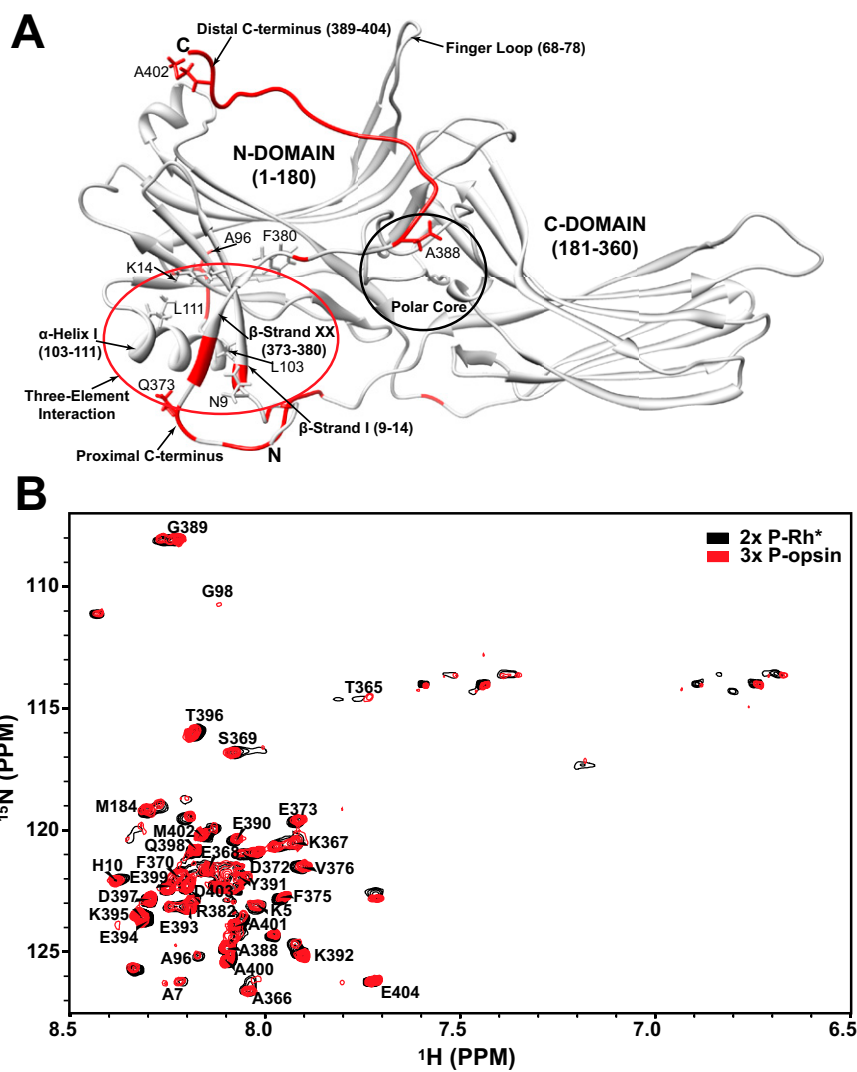 A
Distal C-terminus (389-404)
C
Finger Loop (68-78)
A402
N-DOMAIN
(1-180)
C-DOMAIN
(181-360)
A96
F380
A388
K14
Polar Core
L111
α-Helix I
(103-111)
β-Strand XX
(373-380)
L103
Q373
Three-Element
Interaction
N9
β-Strand I (9-14)
Proximal C-terminus
N
B
G389
2x P-Rh*
3x P-opsin
110
G98
T365
115
T396
S369
M184
E390
E373
120
M402
Q398
E368
K367
F370
D372
V376
H10
E399
Y391
D397
D403
F375
K395
R382
K5
E394
E393
A401
125
A96
A388
K392
A400
A7
A366
E404
15N (PPM)
8.5
8.0
7.5
7.0
6.5
1H (PPM)